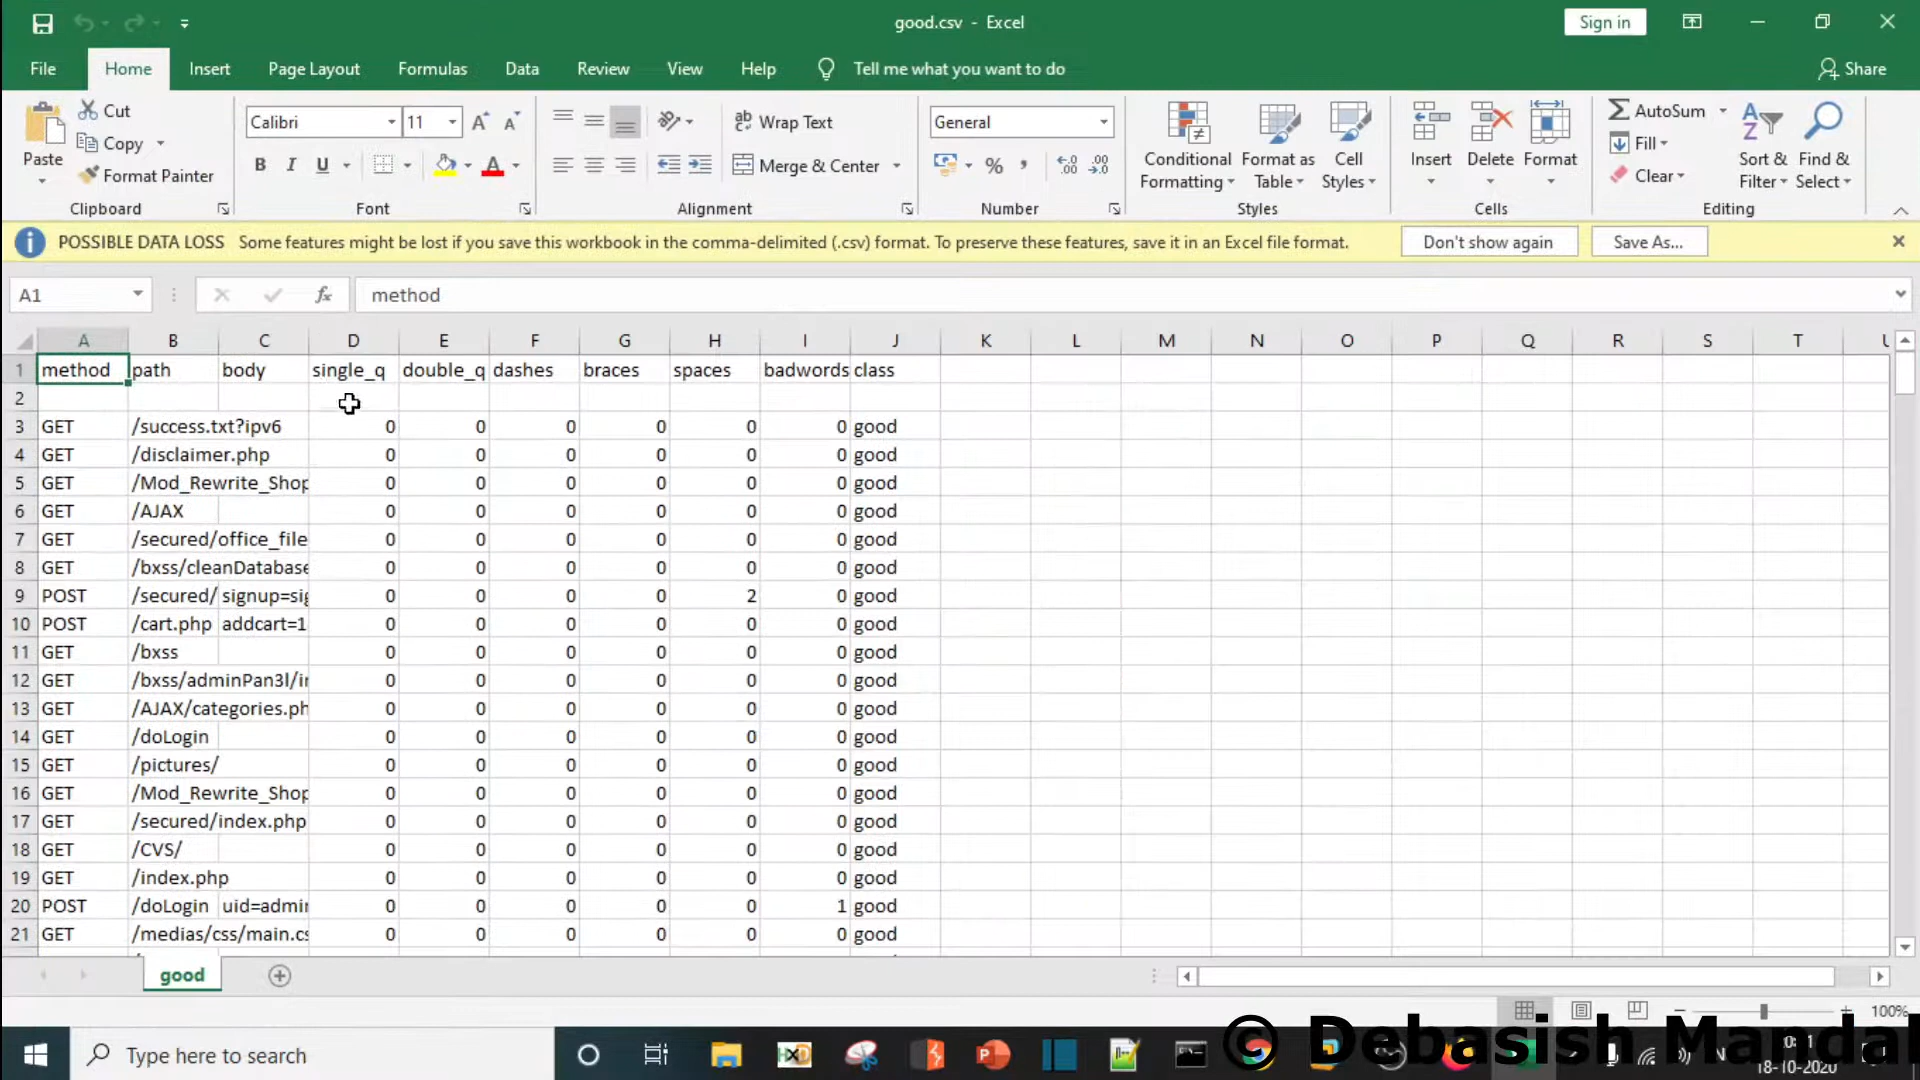 good.csv - Excel
Sign in
File Home Insert Page Layout Formulas Data Review View Help Tell me what you want to do Share
Paste
Cut
Copy
Format Painter
Clipboard
Calibri 11
B I U A
Font
Wrap Text
Merge & Center
Alignment
General
% ,
Number
Conditional Formatting
Format as Table
Cell Styles
Styles
Insert Delete Format
Cells
AutoSum
Fill
Clear
Sort & Filter
Find & Select
Editing
POSSIBLE DATA LOSS Some features might be lost if you save this workbook in the comma-delimited (.csv) format. To preserve these features, save it in an Excel file format. Don't show again Save As...
A1 fx method
A B C D E F G H I J K L M N O P Q R S T U
1 method path body single_q double_q dashes braces spaces badwords class
2
3 GET /success.txt?ipv6 0 0 0 0 0 0 good
4 GET /disclaimer.php 0 0 0 0 0 0 good
5 GET /Mod_Rewrite_Shop 0 0 0 0 0 0 good
6 GET /AJAX 0 0 0 0 0 0 good
7 GET /secured/office_file 0 0 0 0 0 0 good
8 GET /bxss/cleanDatabase 0 0 0 0 0 0 good
9 POST /secured/ signup=sig 0 0 0 0 2 0 good
10 POST /cart.php addcart=1 0 0 0 0 0 0 good
11 GET /bxss 0 0 0 0 0 0 good
12 GET /bxss/adminPan3l/in 0 0 0 0 0 0 good
13 GET /AJAX/categories.ph 0 0 0 0 0 0 good
14 GET /doLogin 0 0 0 0 0 0 good
15 GET /pictures/ 0 0 0 0 0 0 good
16 GET /Mod_Rewrite_Shop 0 0 0 0 0 0 good
17 GET /secured/index.php 0 0 0 0 0 0 good
18 GET /CVS/ 0 0 0 0 0 0 good
19 GET /index.php 0 0 0 0 0 0 good
20 POST /doLogin uid=admin 0 0 0 0 0 1 good
21 GET /medias/css/main.cs 0 0 0 0 0 0 good
good
100%
Type here to search
© Debasish Mandal
18-10-2020